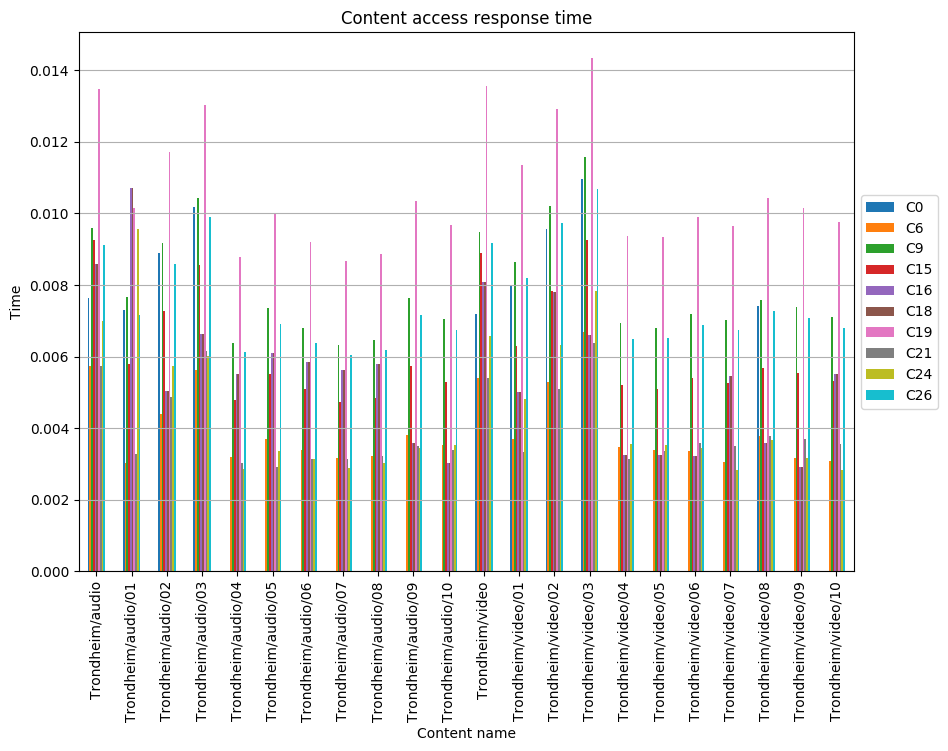 Content access response time
Time
0.014
0.012
0.010
0.008
0.006
0.004
0.002
0.000
Trondheim/audio
Trondheim/audio/01
Trondheim/audio/02
Trondheim/audio/03
Trondheim/audio/04
Trondheim/audio/05
Trondheim/audio/06
Trondheim/audio/07
Trondheim/audio/08
Trondheim/audio/09
Trondheim/audio/10
Trondheim/video
Trondheim/video/01
Trondheim/video/02
Trondheim/video/03
Trondheim/video/04
Trondheim/video/05
Trondheim/video/06
Trondheim/video/07
Trondheim/video/08
Trondheim/video/09
Trondheim/video/10
Content name
C0
C6
C9
C15
C16
C18
C19
C21
C24
C26